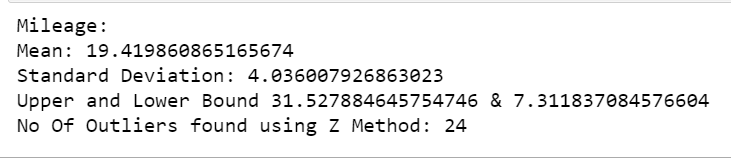 Mileage:
Mean: 19.419860865165674
Standard Deviation: 4.036007926863023
Upper and Lower Bound 31.527884645754746 & 7.311837084576604
No Of Outliers found using Z Method: 24